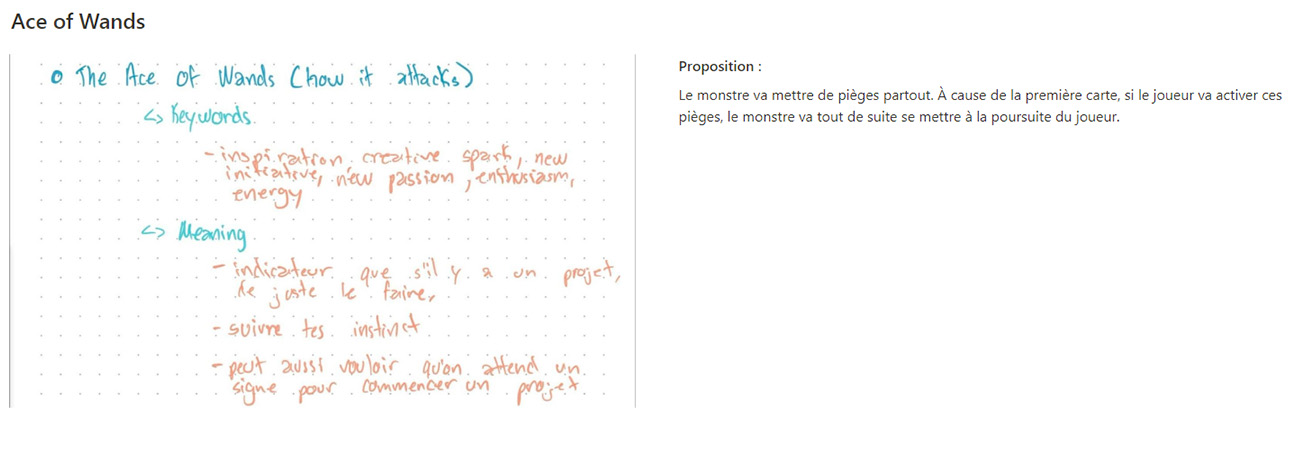 Ace of Wands
o The Ace of Wands (how it attacks)
↳> Keywords
- inspiration, creative spark, new
initiative, new passion, enthusiasm,
energy
↳> Meaning
- indicateur que s'il y a un projet,
de juste le faire,
- suivre tes instinct
- peut aussi vouloir qu'on attend un
signe pour commencer un projet
Proposition :
Le monstre va mettre de pièges partout. À cause de la première carte, si le joueur va activer ces
pièges, le monstre va tout de suite se mettre à la poursuite du joueur.